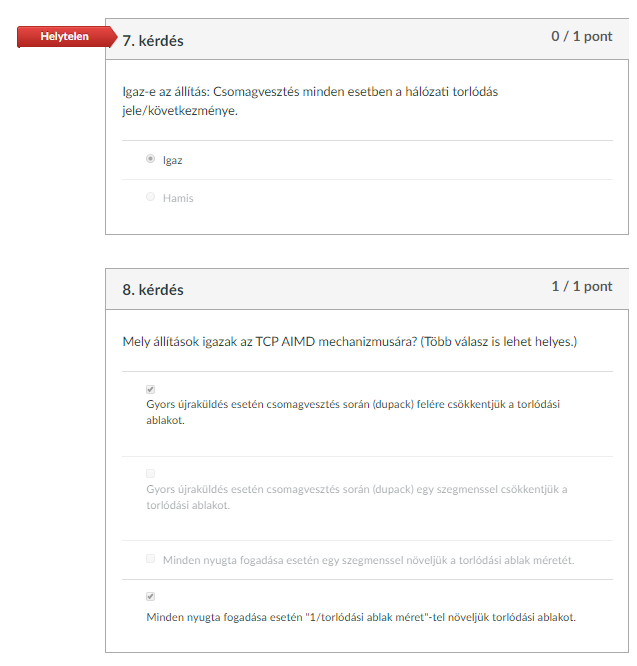 Helytelen
7. kérdés
0 / 1 pont
Igaz-e az állítás: Csomagvesztés minden esetben a hálózati torlódás
jele/következménye.
Igaz
Hamis
8. kérdés
1 / 1 pont
Mely állítások igazak az TCP AIMD mechanizmusára? (Több válasz is lehet helyes.)
Gyors újraküldés esetén csomagvesztés során (dupack) felére csökkentjük a torlódási
ablakot.
Gyors újraküldés esetén csomagvesztés során (dupack) egy szegmenssel csökkentjük a
torlódási ablakot.
Minden nyugta fogadása esetén egy szegmenssel növeljük a torlódási ablak méretét.
Minden nyugta fogadása esetén "1/torlódási ablak méret"-tel növeljük torlódási ablakot.